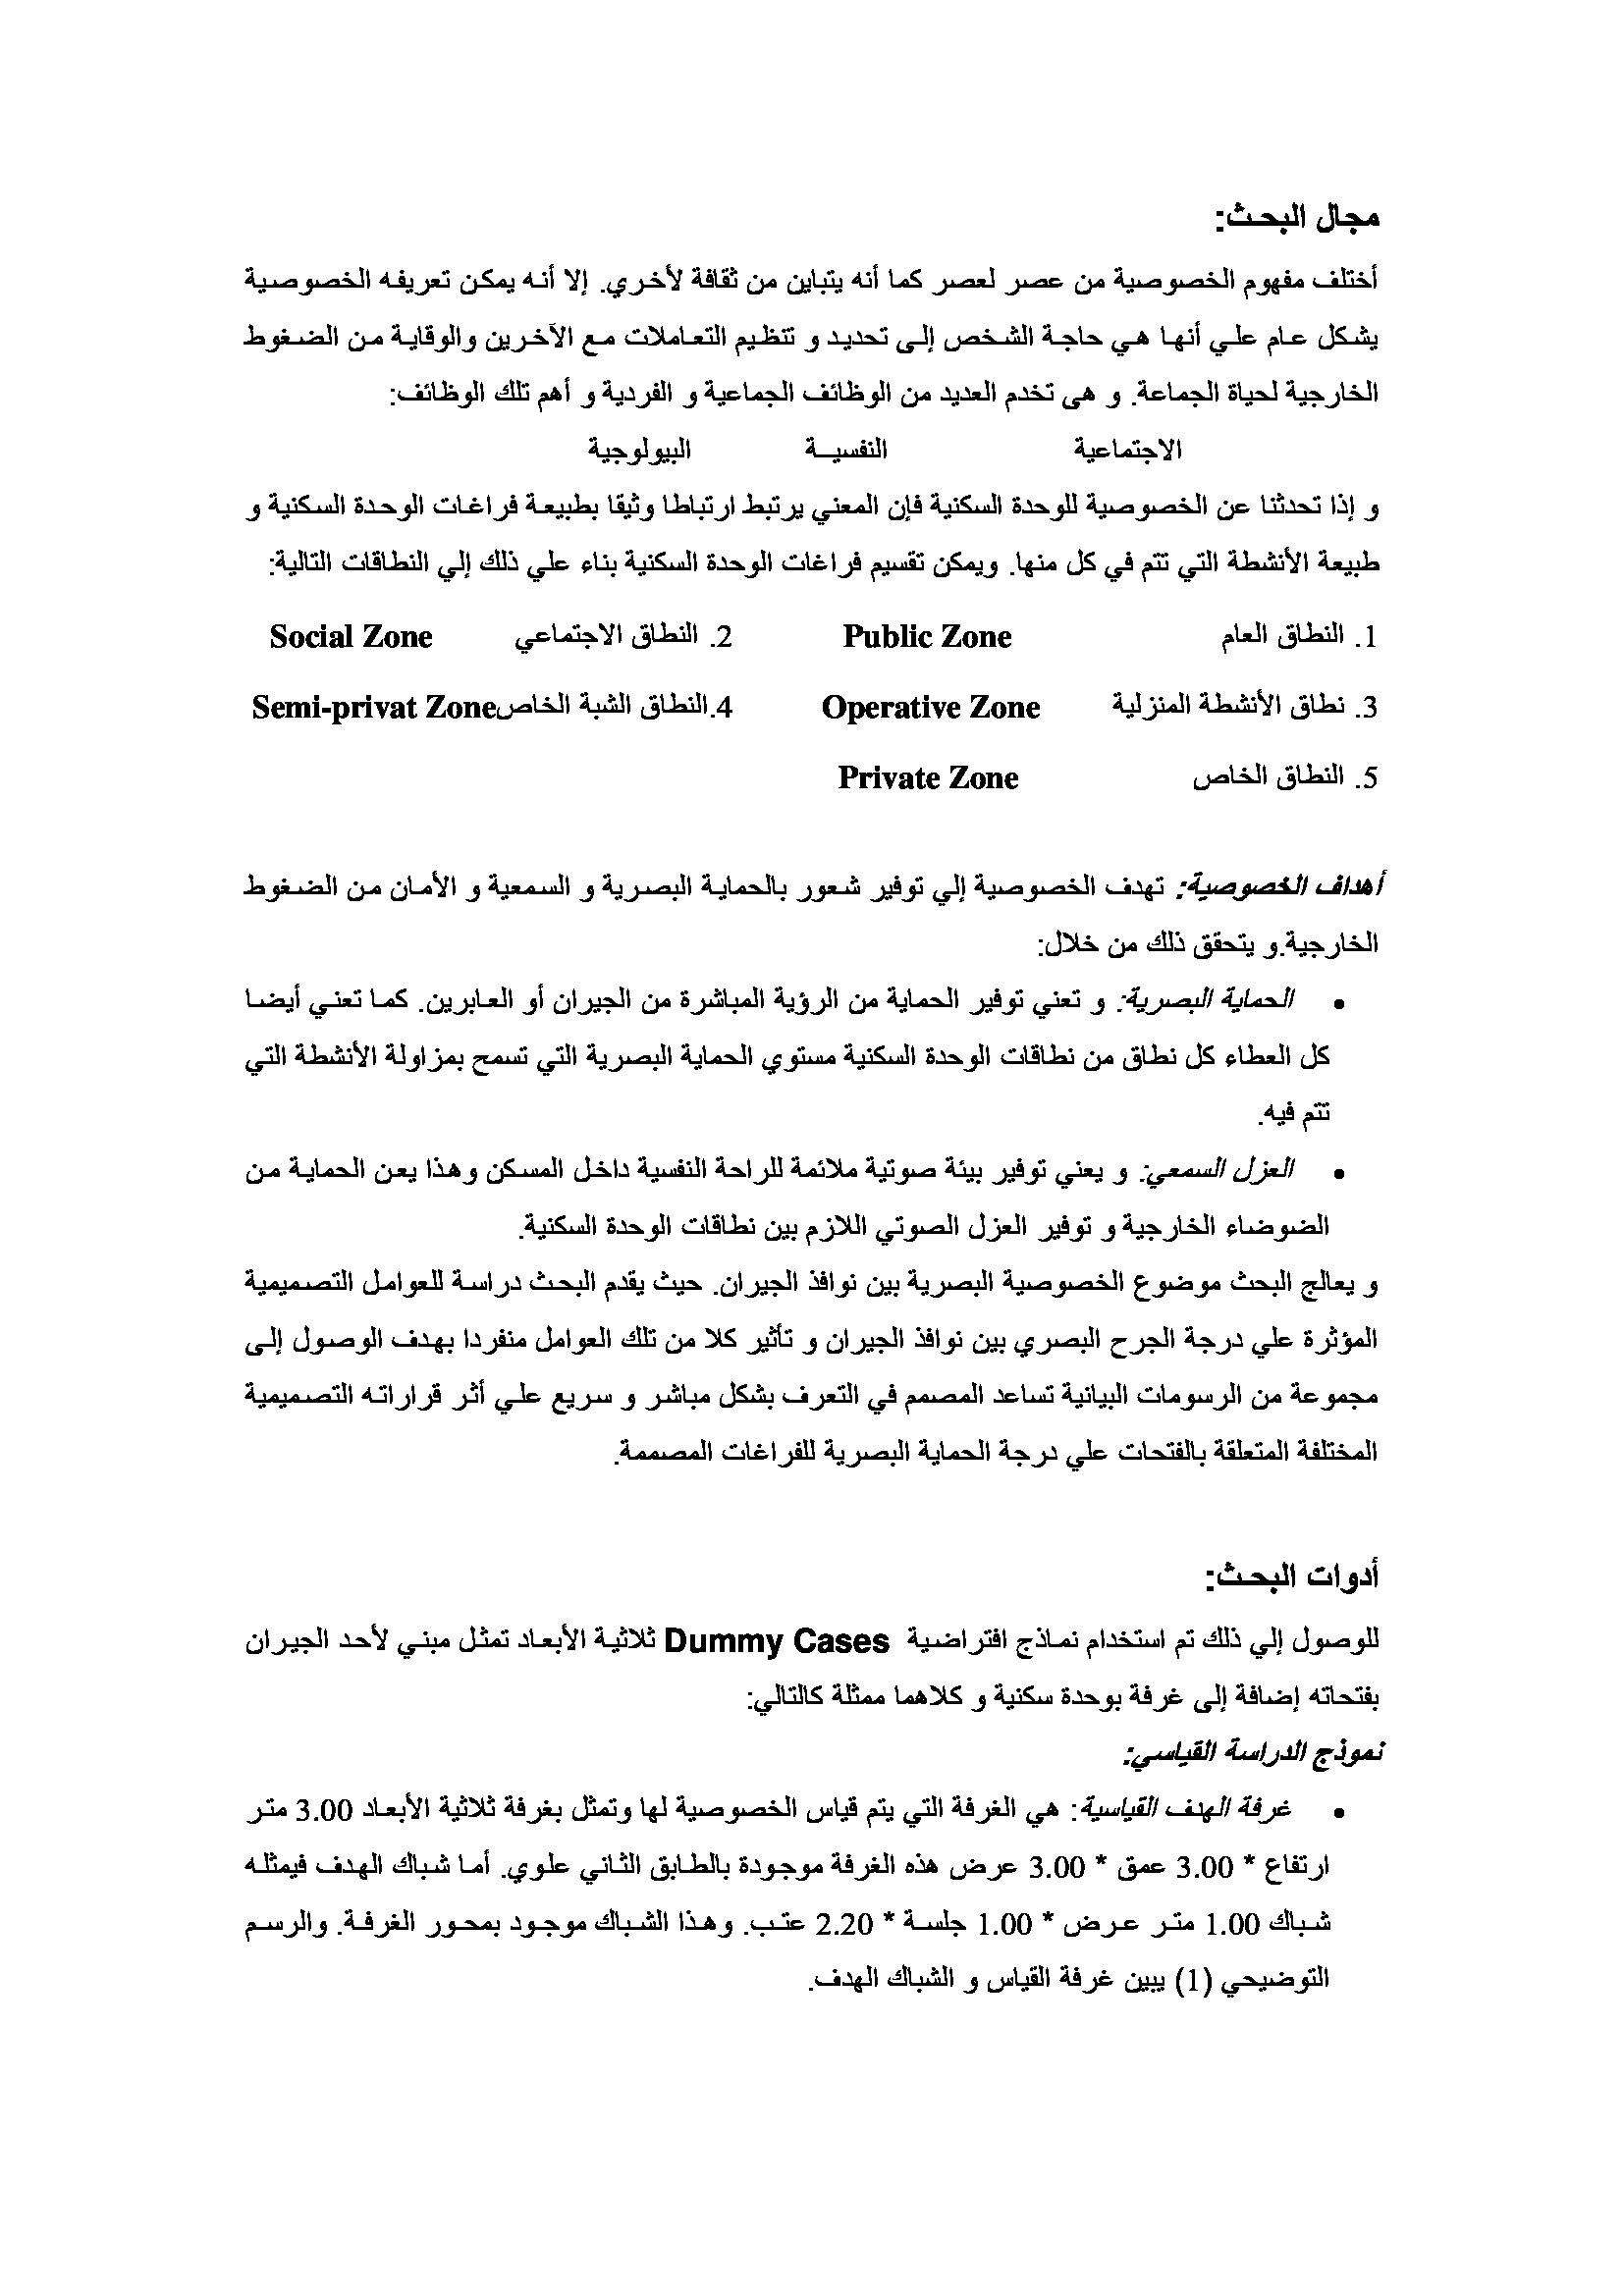 مجال البحث:
أختلف مفهوم الخصوصية من عصر لعصر كما أنه يتباين من ثقافة لأخري. إلا أنه يمكن تعريفه الخصوصية
يشكل عام علي أنها هي حاجة الشخص إلى تحديد و تنظيم التعاملات مع الآخرين والوقاية من الضغوط
الخارجية لحياة الجماعة. و هى تخدم العديد من الوظائف الجماعية و الفردية و أهم تلك الوظائف:
الاجتماعية النفسية البيولوجية
و إذا تحدثنا عن الخصوصية للوحدة السكنية فإن المعني يرتبط ارتباطا وثيقا بطبيعة فراغات الوحدة السكنية و
طبيعة الأنشطة التي تتم في كل منها. ويمكن تقسيم فراغات الوحدة السكنية بناء علي ذلك إلي النطاقات التالية:
1. النطاق العام Public Zone 2. النطاق الاجتماعي Social Zone
3. نطاق الأنشطة المنزلية Operative Zone 4.النطاق الشبة الخاصSemi-privat Zone
5. النطاق الخاص Private Zone
أهداف الخصوصية: تهدف الخصوصية إلي توفير شعور بالحماية البصرية و السمعية و الأمان من الضغوط
الخارجية.و يتحقق ذلك من خلال:
• الحماية البصرية: و تعني توفير الحماية من الرؤية المباشرة من الجيران أو العابرين. كما تعني أيضا
كل العطاء كل نطاق من نطاقات الوحدة السكنية مستوي الحماية البصرية التي تسمح بمزاولة الأنشطة التي
تتم فيه.
• العزل السمعي: و يعني توفير بيئة صوتية ملائمة للراحة النفسية داخل المسكن وهذا يعن الحماية من
الضوضاء الخارجية و توفير العزل الصوتي اللازم بين نطاقات الوحدة السكنية.
و يعالج البحث موضوع الخصوصية البصرية بين نوافذ الجيران. حيث يقدم البحث دراسة للعوامل التصميمية
المؤثرة علي درجة الجرح البصري بين نوافذ الجيران و تأثير كلا من تلك العوامل منفردا بهدف الوصول إلى
مجموعة من الرسومات البيانية تساعد المصمم في التعرف بشكل مباشر و سريع علي أثر قراراته التصميمية
المختلفة المتعلقة بالفتحات علي درجة الحماية البصرية للفراغات المصممة.
أدوات البحث:
للوصول إلي ذلك تم استخدام نماذج افتراضية Dummy Cases ثلاثية الأبعاد تمثل مبني لأحد الجيران
بفتحاته إضافة إلى غرفة بوحدة سكنية و كلاهما ممثلة كالتالي:
نموذج الدراسة القياسي:
• غرفة الهدف القياسية: هي الغرفة التي يتم قياس الخصوصية لها وتمثل بغرفة ثلاثية الأبعاد 3.00 متر
ارتفاع * 3.00 عمق * 3.00 عرض هذه الغرفة موجودة بالطابق الثاني علوي. أما شباك الهدف فيمثله
شباك 1.00 متر عرض * 1.00 جلسة * 2.20 عتب. وهذا الشباك موجود بمحور الغرفة. والرسم
التوضيحي (1) يبين غرفة القياس و الشباك الهدف.